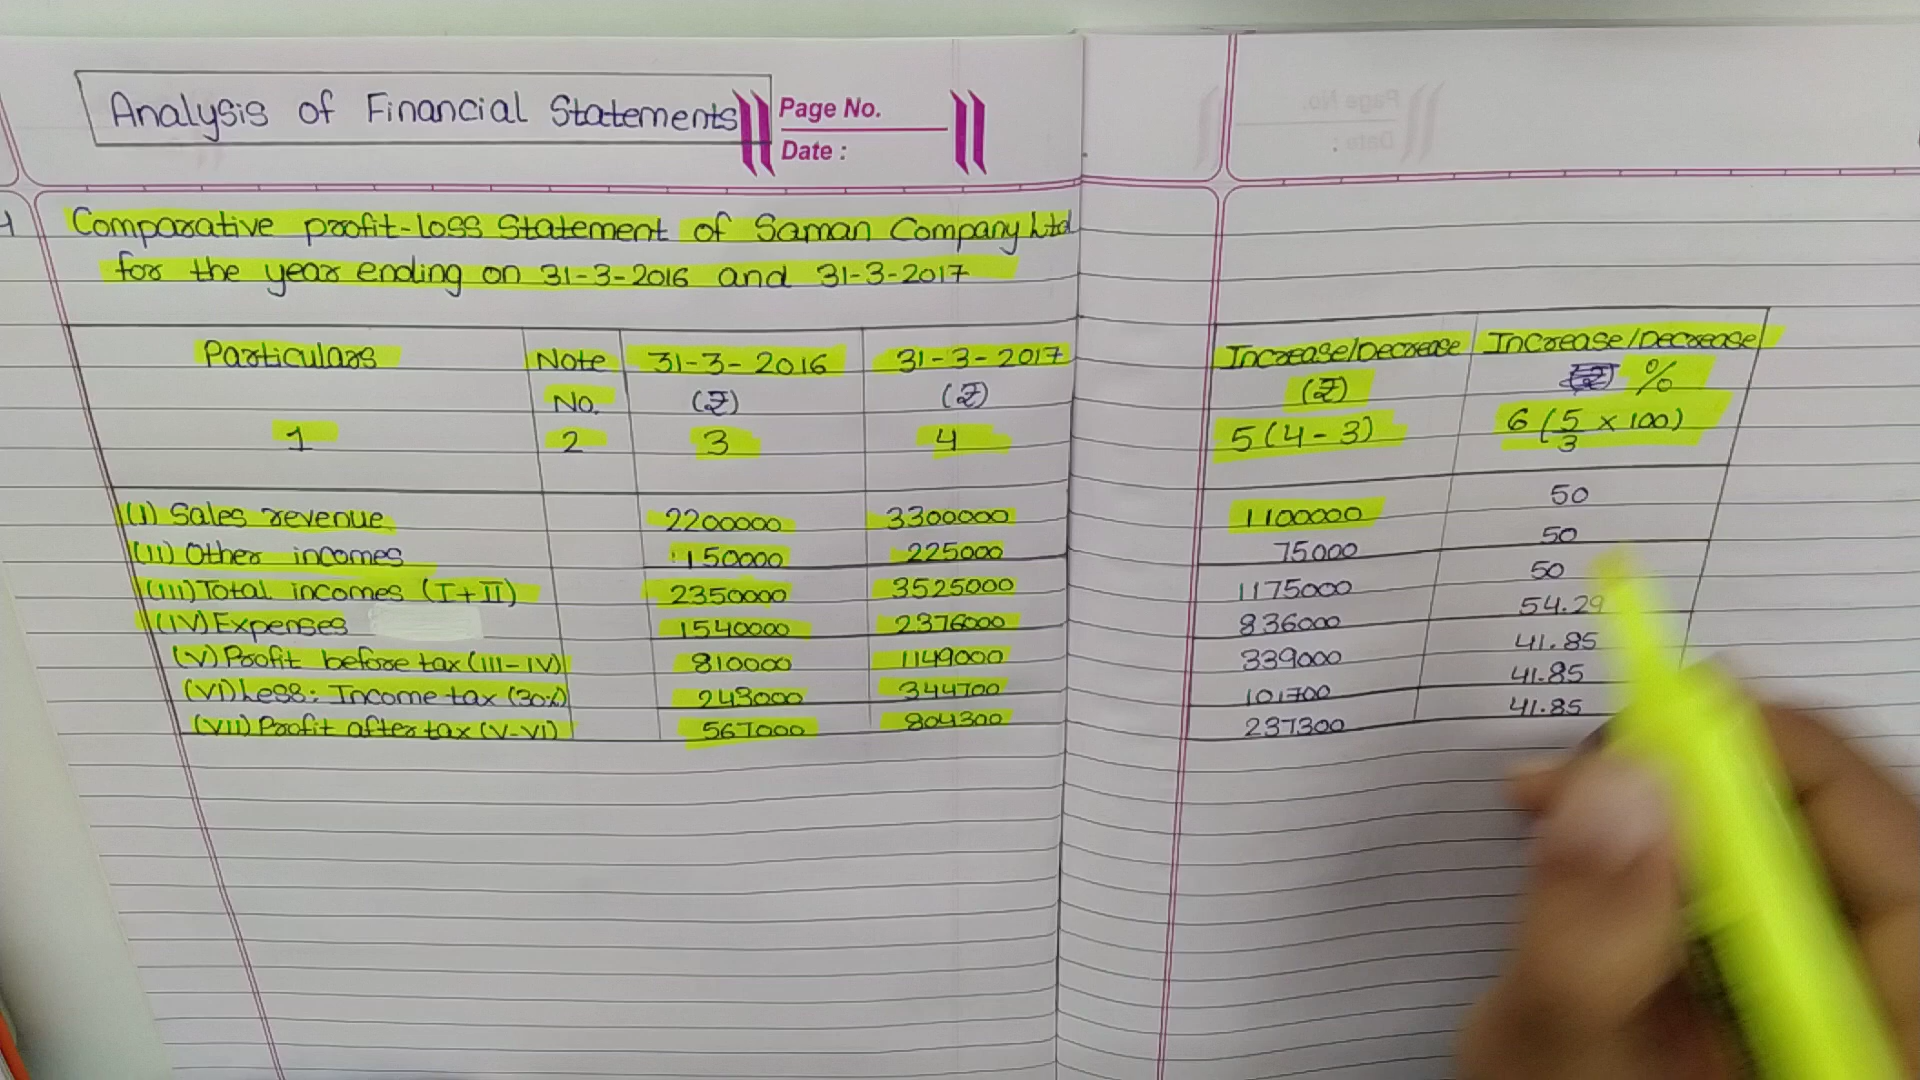 Analysis of Financial Statements
Page No.
Date :
Comparative profit-loss Statement of Saman Company Ltd
for the year ending on 31-3-2016 and 31-3-2017
Particulars Note No. 31-3-2016 (₹) 31-3-2017 (₹) Increase/Decrease (₹) Increase/Decrease %
1 2 3 4 5(4-3) 6(5/3 × 100)
(I) Sales revenue 2200000 3300000 1100000 50
(II) Other incomes 150000 225000 75000 50
(III) Total incomes (I+II) 2350000 3525000 1175000 50
(IV) Expenses 1540000 2376000 836000 54.29
(V) Profit before tax (III-IV) 810000 1149000 339000 41.85
(VI) Less: Income tax (30%) 243000 344700 101700 41.85
(VII) Profit after tax (V-VI) 567000 804300 237300 41.85